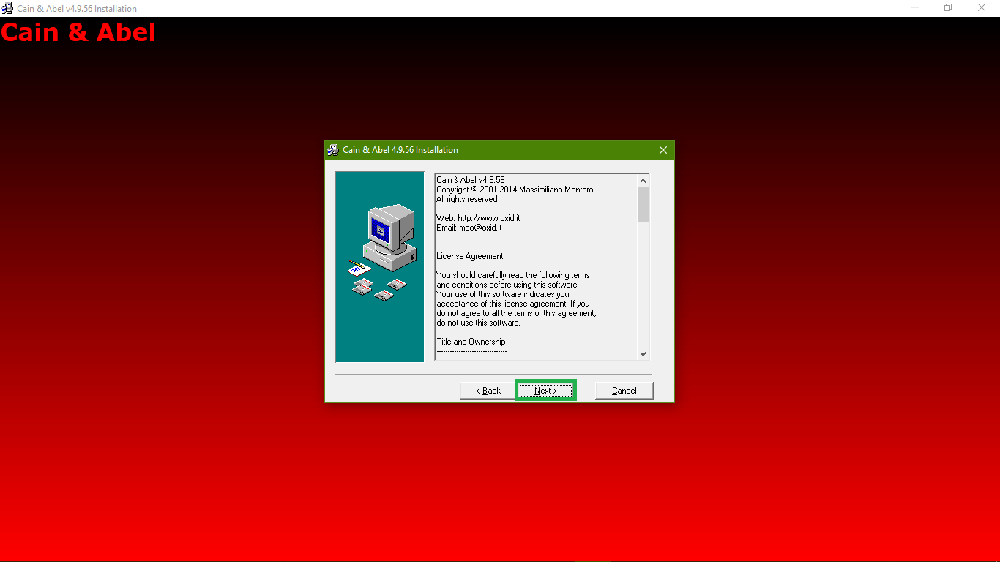 Cain & Abel v4.9.56 Installation
Cain & Abel
Cain & Abel 4.9.56 Installation
Cain & Abel v4.9.56
Copyright © 2001-2014 Massimiliano Montoro
All rights reserved
Web: http://www.oxid.it
Email: mao@oxid.it
--------------------------------
License Agreement:
--------------------------------
You should carefully read the following terms
and conditions before using this software.
Your use of this software indicates your
acceptance of this license agreement. If you
do not agree to all the terms of this agreement,
do not use this software.
Title and Ownership
--------------------------------
< Back
Next >
Cancel